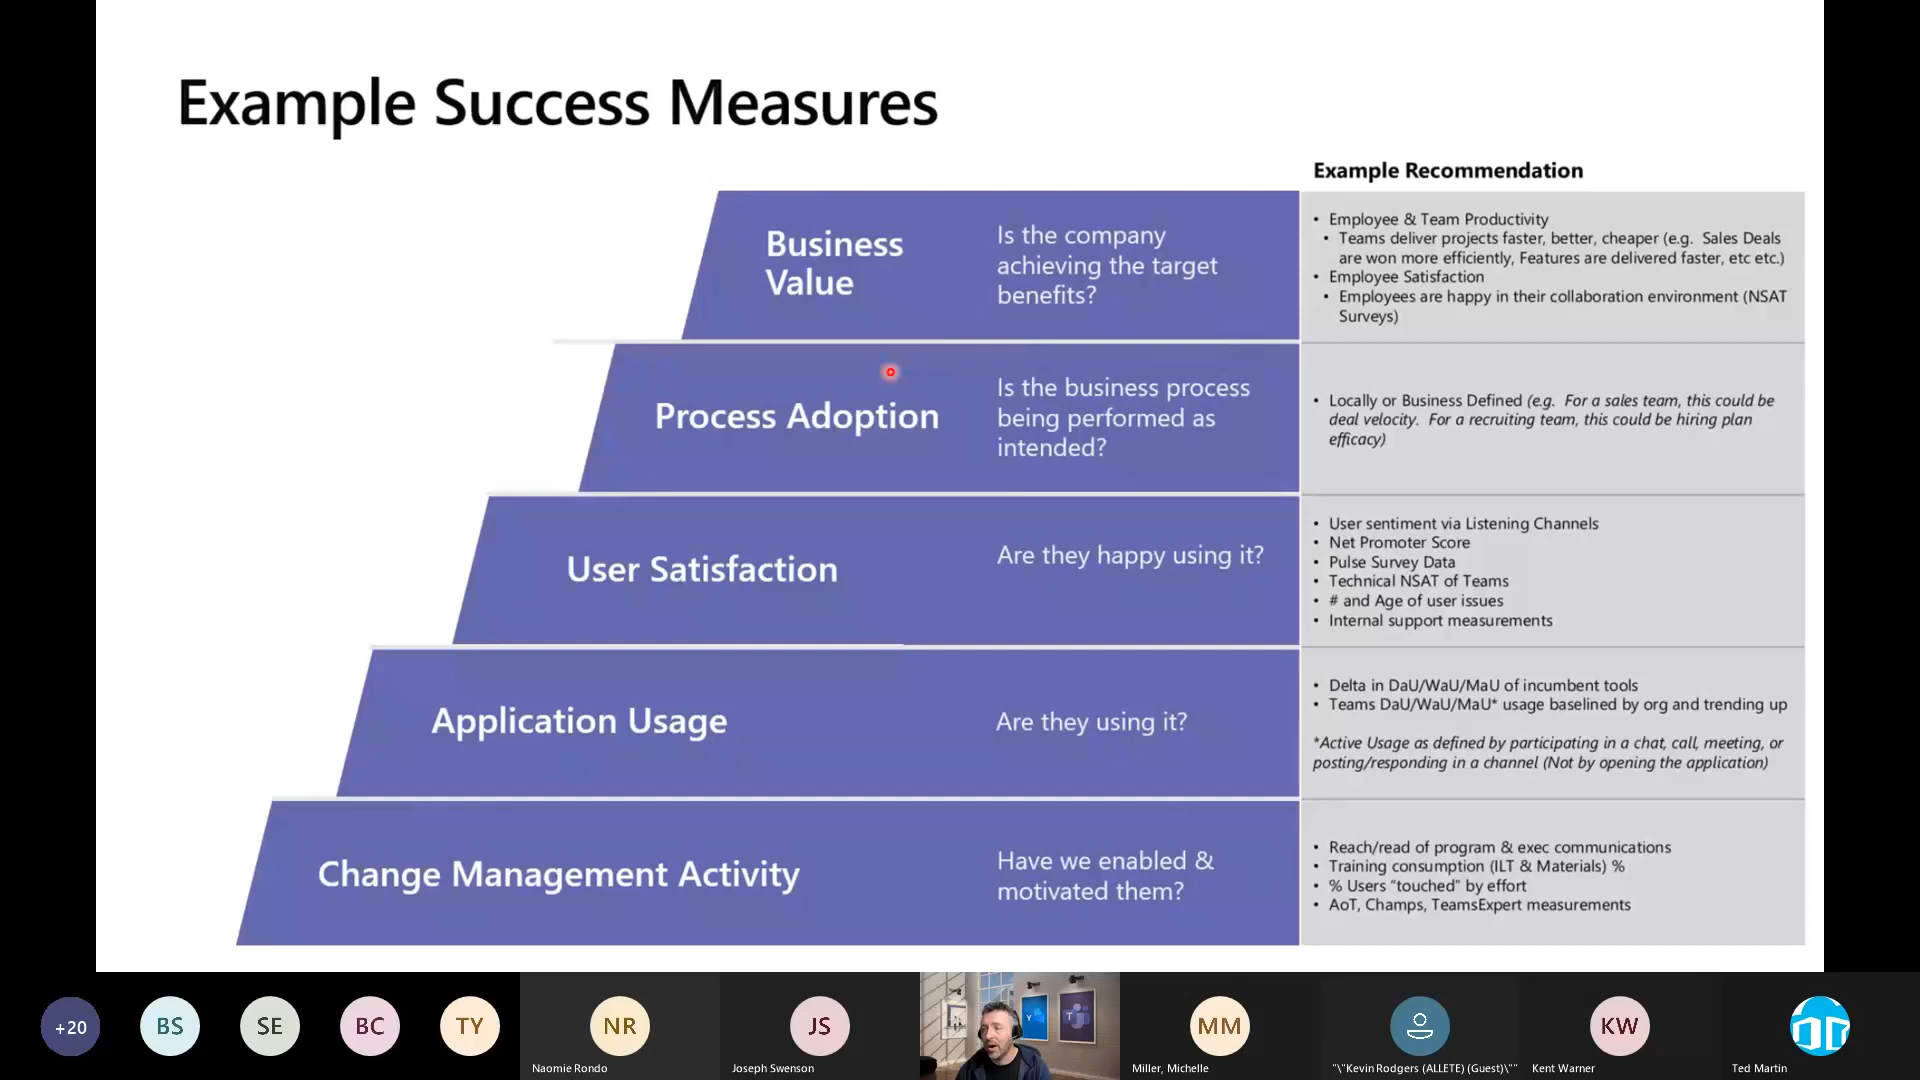 Example Success Measures
Example Recommendation
Business
Value
Is the company
achieving the target
benefits?
• Employee & Team Productivity
• Teams deliver projects faster, better, cheaper (e.g. Sales Deals
are won more efficiently, Features are delivered faster, etc etc.)
• Employee Satisfaction
• Employees are happy in their collaboration environment (NSAT
Surveys)
Process Adoption
Is the business process
being performed as
intended?
• Locally or Business Defined (e.g. For a sales team, this could be
deal velocity. For a recruiting team, this could be hiring plan
efficacy)
User Satisfaction
Are they happy using it?
• User sentiment via Listening Channels
• Net Promoter Score
• Pulse Survey Data
• Technical NSAT of Teams
• # and Age of user issues
• Internal support measurements
Application Usage
Are they using it?
• Delta in DaU/WaU/MaU of incumbent tools
• Teams DaU/WaU/MaU* usage baselined by org and trending up
*Active Usage as defined by participating in a chat, call, meeting, or
posting/responding in a channel (Not by opening the application)
Change Management Activity
Have we enabled &
motivated them?
• Reach/read of program & exec communications
• Training consumption (ILT & Materials) %
• % Users “touched” by effort
• AoT, Champs, TeamsExpert measurements
+20
BS
SE
BC
TY
NR
JS
Y
T
MM
KW
Naomie Rondo
Joseph Swenson
Miller, Michelle
"\"Kevin Rodgers (ALLETE) (Guest)\""
Kent Warner
Ted Martin